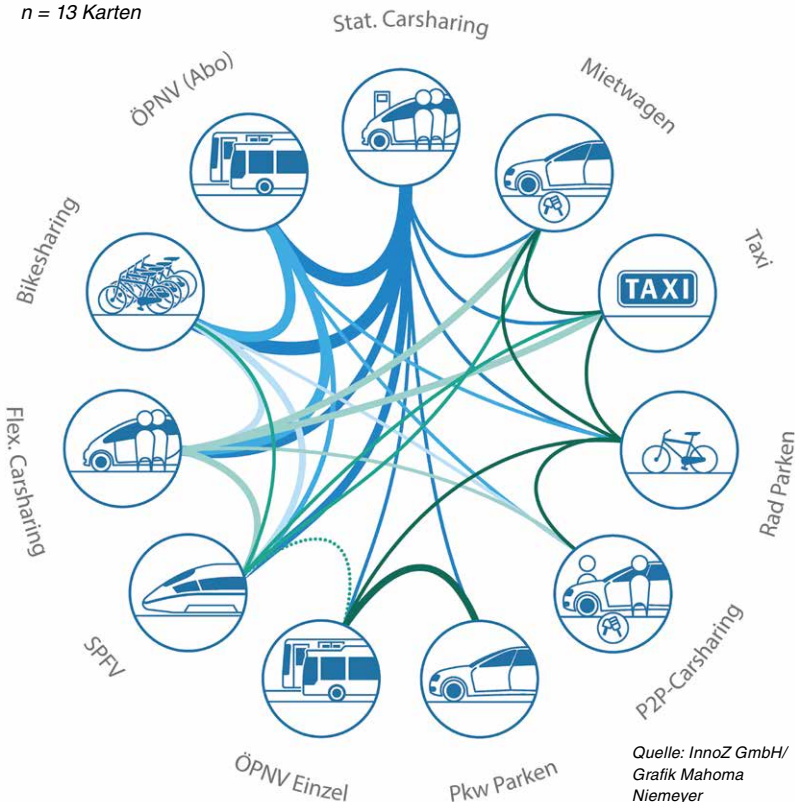 n = 13 Karten
Stat. Carsharing
ÖPNV (Abo)
Mietwagen
Bikesharing
Taxi
TAXI
Flex. Carsharing
Rad Parken
SPFV
P2P-Carsharing
ÖPNV Einzel
Pkw Parken
Quelle: InnoZ GmbH/
Grafik Mahoma
Niemeyer